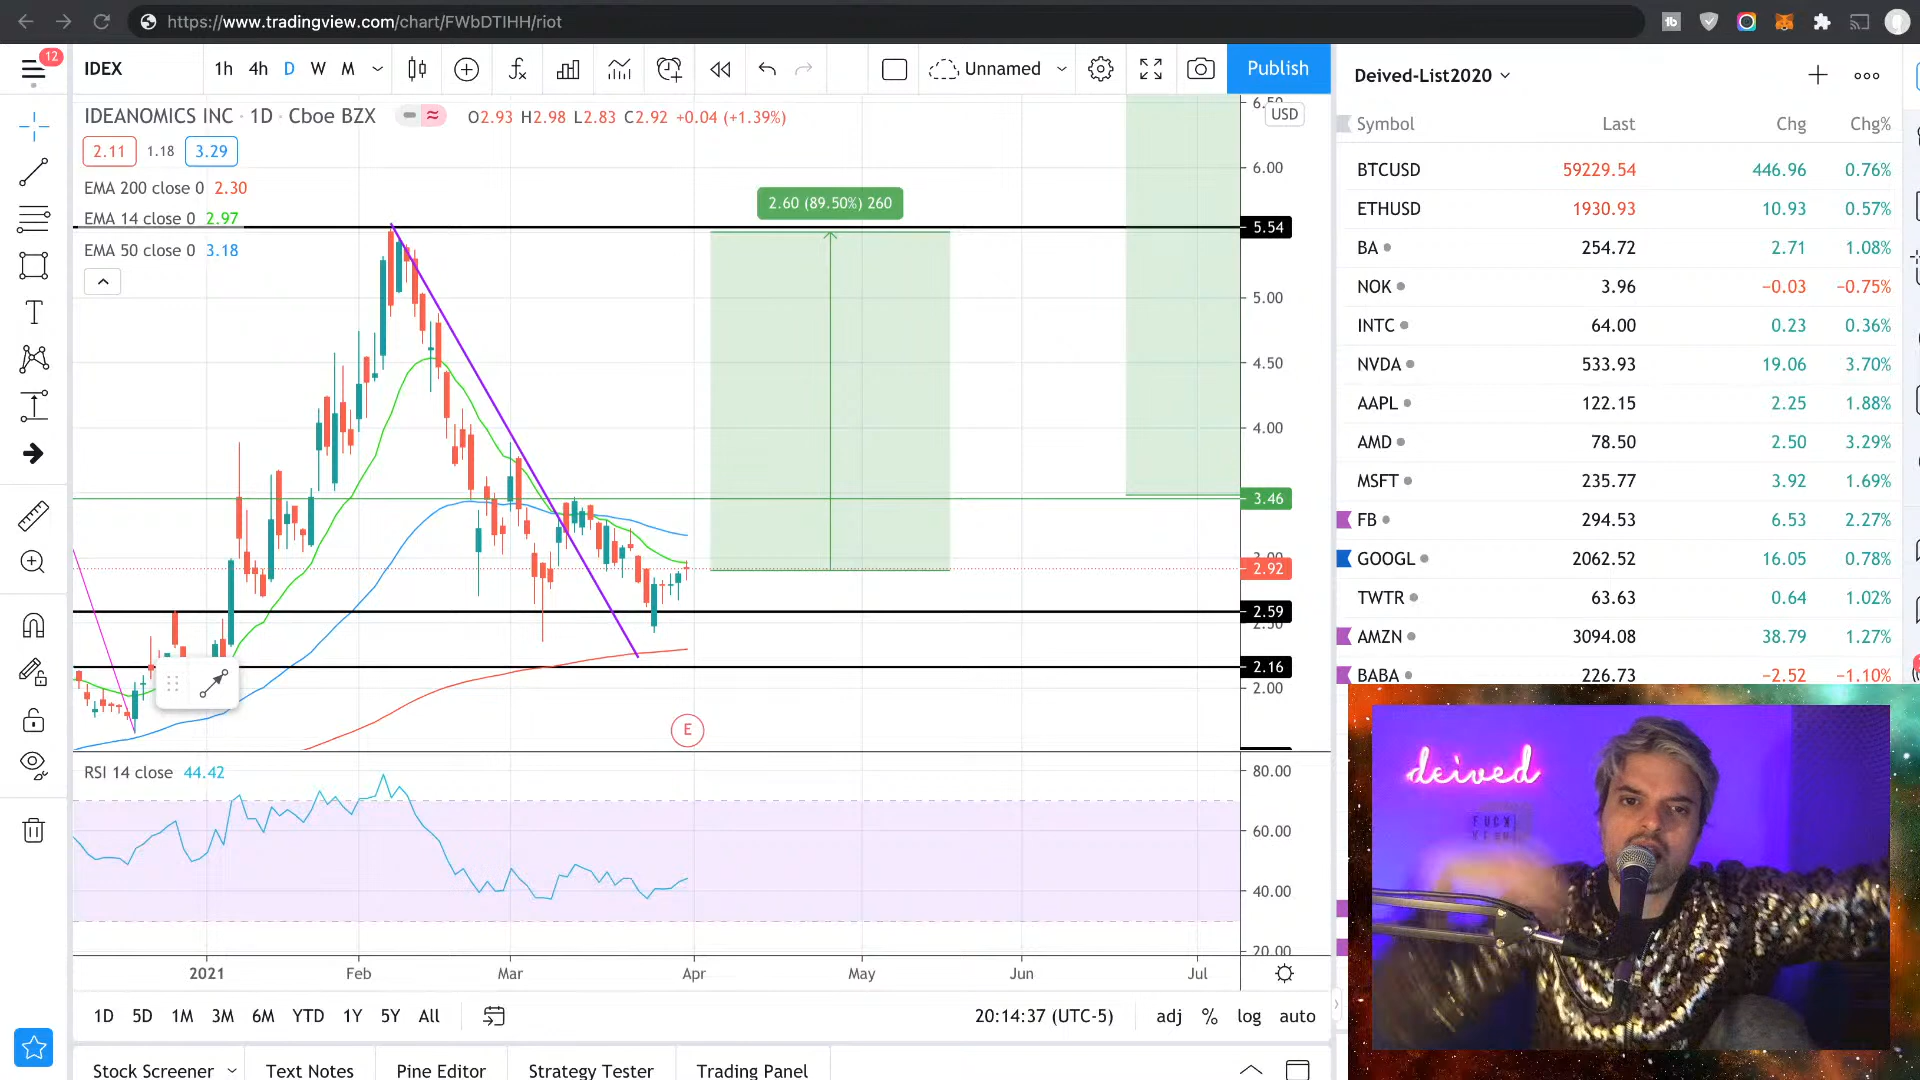 https://www.tradingview.com/chart/FWbDTIHH/riot
12
IDEX 1h 4h D W M Unnamed Publish
IDEANOMICS INC · 1D · Cboe BZX O2.93 H2.98 L2.83 C2.92 +0.04 (+1.39%)
2.11 1.18 3.29
EMA 200 close 0 2.30
EMA 14 close 0 2.97
EMA 50 close 0 3.18
2.60 (89.50%) 260
6.50
USD
6.00
5.54
5.00
4.50
4.00
3.46
3.00
2.92
2.59
2.50
2.16
2.00
E
RSI 14 close 44.42
80.00
60.00
40.00
20.00
2021 Feb Mar Apr May Jun Jul
1D 5D 1M 3M 6M YTD 1Y 5Y All 20:14:37 (UTC-5) adj % log auto
Stock Screener Text Notes Pine Editor Strategy Tester Trading Panel
Deived-List2020
Symbol Last Chg Chg%
BTCUSD 59229.54 446.96 0.76%
ETHUSD 1930.93 10.93 0.57%
BA 254.72 2.71 1.08%
NOK 3.96 −0.03 −0.75%
INTC 64.00 0.23 0.36%
NVDA 533.93 19.06 3.70%
AAPL 122.15 2.25 1.88%
AMD 78.50 2.50 3.29%
MSFT 235.77 3.92 1.69%
FB 294.53 6.53 2.27%
GOOGL 2062.52 16.05 0.78%
TWTR 63.63 0.64 1.02%
AMZN 3094.08 38.79 1.27%
BABA 226.73 −2.52 −1.10%
deived